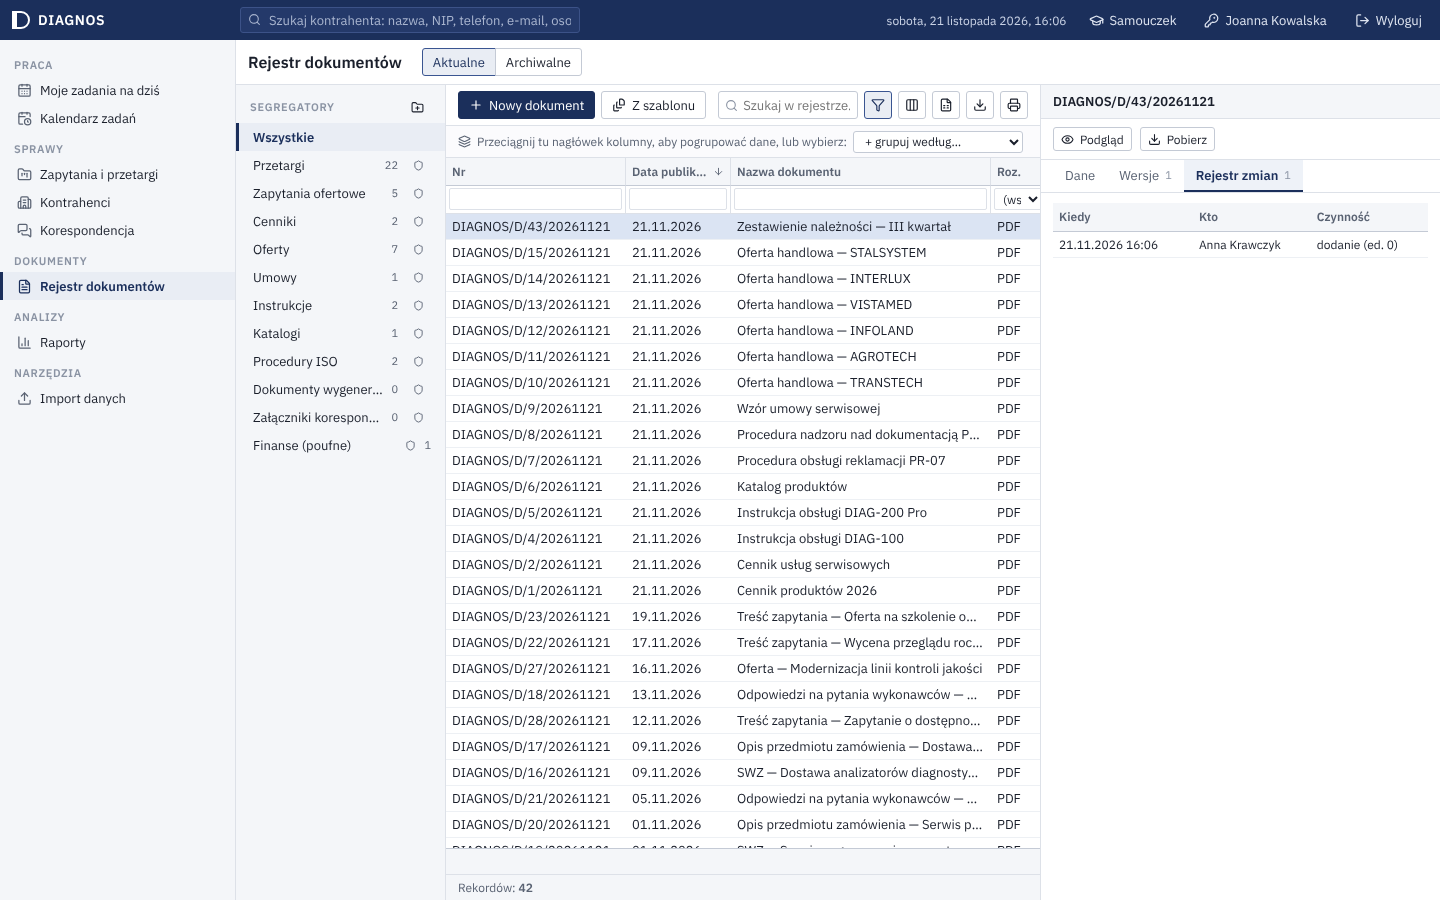 DIAGNOS
Szukaj kontrahenta: nazwa, NIP, telefon, e-mail, oso
sobota, 21 listopada 2026, 16:06
Samouczek
Joanna Kowalska
Wyloguj
PRACA
Moje zadania na dziś
Kalendarz zadań
SPRAWY
Zapytania i przetargi
Kontrahenci
Korespondencja
DOKUMENTY
Rejestr dokumentów
ANALIZY
Raporty
NARZĘDZIA
Import danych
Rejestr dokumentów
Aktualne
Archiwalne
SEGREGATORY
Wszystkie
Przetargi 22
Zapytania ofertowe 5
Cenniki 2
Oferty 7
Umowy 1
Instrukcje 2
Katalogi 1
Procedury ISO 2
Dokumenty wygener... 0
Załączniki korespon... 0
Finanse (poufne) 1
Nowy dokument
Z szablonu
Szukaj w rejestrze.
Przeciągnij tu nagłówek kolumny, aby pogrupować dane, lub wybierz:
+ grupuj według...
Nr Data publik... Nazwa dokumentu Roz.
(ws
DIAGNOS/D/43/20261121 21.11.2026 Zestawienie należności — III kwartał PDF
DIAGNOS/D/15/20261121 21.11.2026 Oferta handlowa — STALSYSTEM PDF
DIAGNOS/D/14/20261121 21.11.2026 Oferta handlowa — INTERLUX PDF
DIAGNOS/D/13/20261121 21.11.2026 Oferta handlowa — VISTAMED PDF
DIAGNOS/D/12/20261121 21.11.2026 Oferta handlowa — INFOLAND PDF
DIAGNOS/D/11/20261121 21.11.2026 Oferta handlowa — AGROTECH PDF
DIAGNOS/D/10/20261121 21.11.2026 Oferta handlowa — TRANSTECH PDF
DIAGNOS/D/9/20261121 21.11.2026 Wzór umowy serwisowej PDF
DIAGNOS/D/8/20261121 21.11.2026 Procedura nadzoru nad dokumentacją P... PDF
DIAGNOS/D/7/20261121 21.11.2026 Procedura obsługi reklamacji PR-07 PDF
DIAGNOS/D/6/20261121 21.11.2026 Katalog produktów PDF
DIAGNOS/D/5/20261121 21.11.2026 Instrukcja obsługi DIAG-200 Pro PDF
DIAGNOS/D/4/20261121 21.11.2026 Instrukcja obsługi DIAG-100 PDF
DIAGNOS/D/2/20261121 21.11.2026 Cennik usług serwisowych PDF
DIAGNOS/D/1/20261121 21.11.2026 Cennik produktów 2026 PDF
DIAGNOS/D/23/20261121 19.11.2026 Treść zapytania — Oferta na szkolenie o... PDF
DIAGNOS/D/22/20261121 17.11.2026 Treść zapytania — Wycena przeglądu roc... PDF
DIAGNOS/D/27/20261121 16.11.2026 Oferta — Modernizacja linii kontroli jakości PDF
DIAGNOS/D/18/20261121 13.11.2026 Odpowiedzi na pytania wykonawców — ... PDF
DIAGNOS/D/28/20261121 12.11.2026 Treść zapytania — Zapytanie o dostępno... PDF
DIAGNOS/D/17/20261121 09.11.2026 Opis przedmiotu zamówienia — Dostawa... PDF
DIAGNOS/D/16/20261121 09.11.2026 SWZ — Dostawa analizatorów diagnosty... PDF
DIAGNOS/D/21/20261121 05.11.2026 Odpowiedzi na pytania wykonawców — ... PDF
DIAGNOS/D/20/20261121 01.11.2026 Opis przedmiotu zamówienia — Serwis p... PDF
Rekordów: 42
DIAGNOS/D/43/20261121
Podgląd
Pobierz
Dane
Wersje 1
Rejestr zmian 1
Kiedy Kto Czynność
21.11.2026 16:06 Anna Krawczyk dodanie (ed. 0)